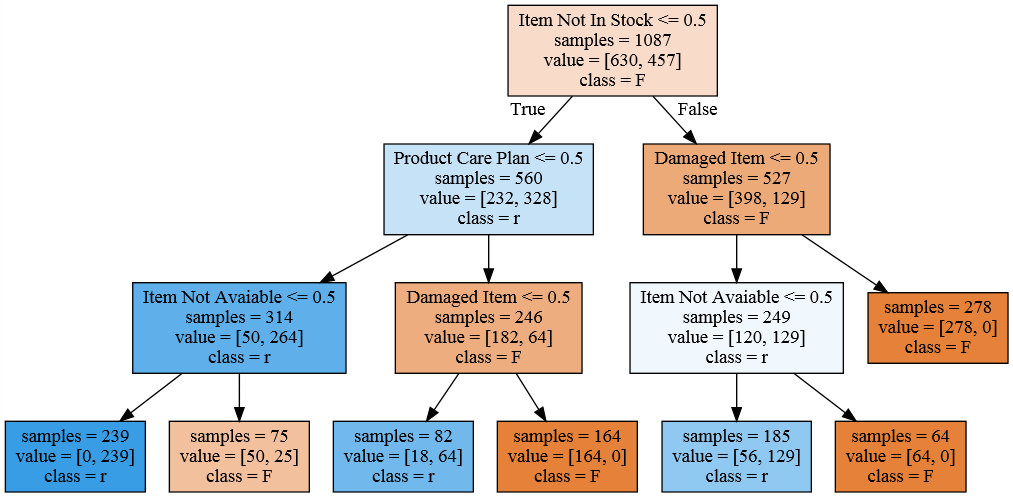 Item Not In Stock <= 0.5
samples = 1087
value = [630, 457]
class = F
True
False
Product Care Plan <= 0.5
samples = 560
value = [232, 328]
class = r
Damaged Item <= 0.5
samples = 527
value = [398, 129]
class = F
Item Not Avaiable <= 0.5
samples = 314
value = [50, 264]
class = r
Damaged Item <= 0.5
samples = 246
value = [182, 64]
class = F
Item Not Avaiable <= 0.5
samples = 249
value = [120, 129]
class = r
samples = 278
value = [278, 0]
class = F
samples = 239
value = [0, 239]
class = r
samples = 75
value = [50, 25]
class = F
samples = 82
value = [18, 64]
class = r
samples = 164
value = [164, 0]
class = F
samples = 185
value = [56, 129]
class = r
samples = 64
value = [64, 0]
class = F